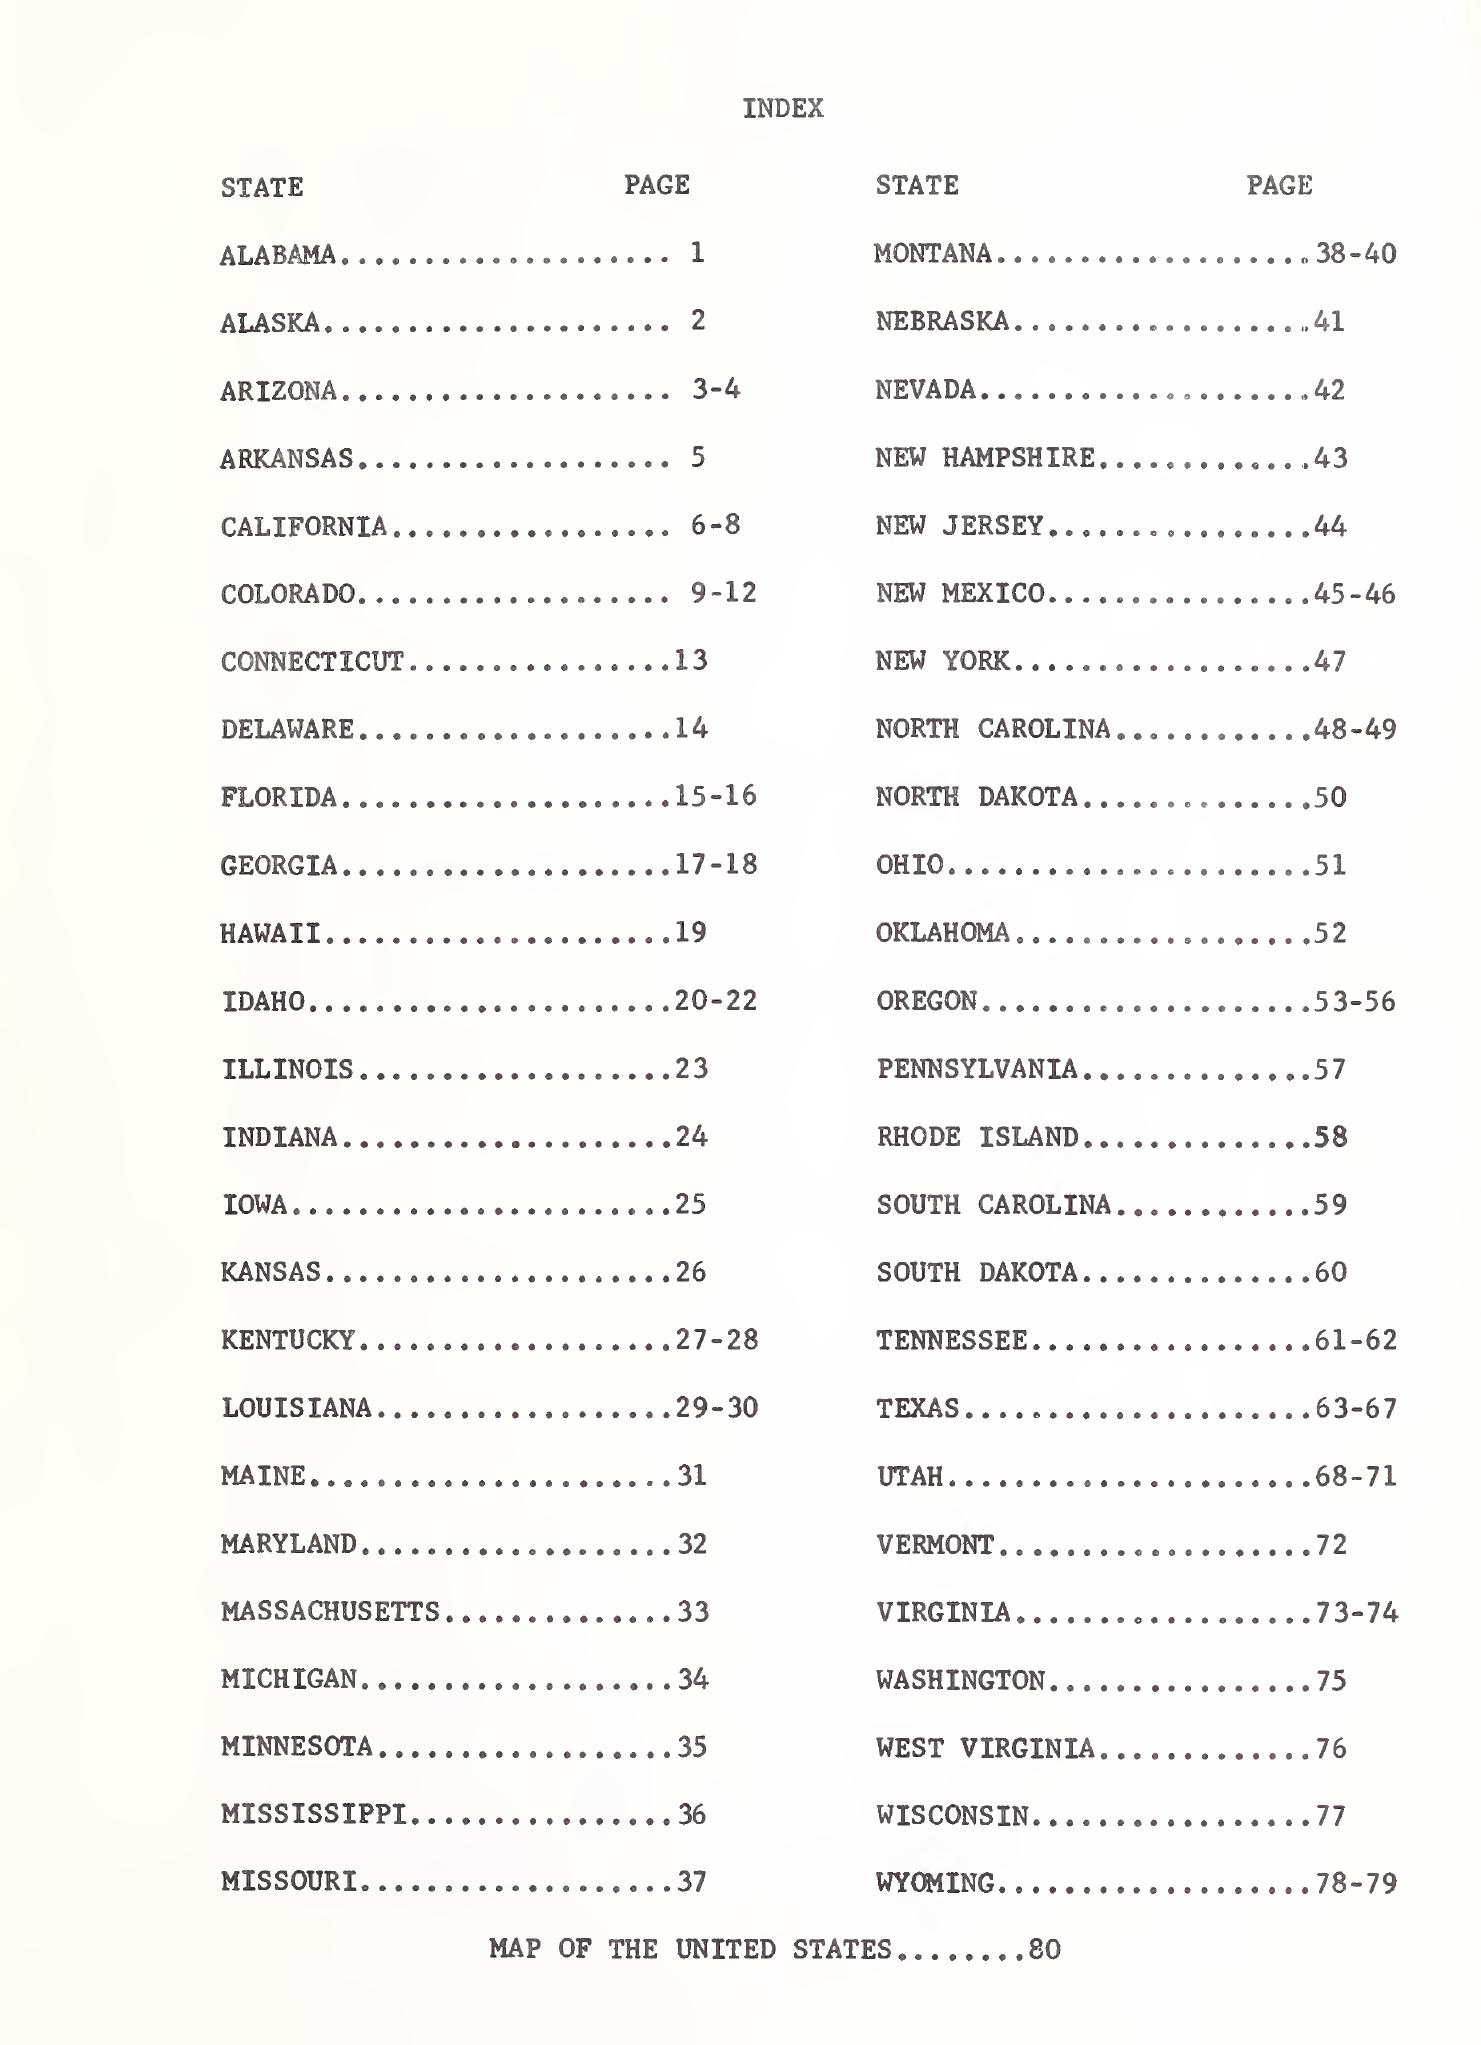 INDEX
STATE PAGE STATE PAGE
ALABAMA.................... 1 MONTANA...................38-40
ALASKA..................... 2 NEBRASKA..................41
ARIZONA.................... 3-4 NEVADA....................42
ARKANSAS................... 5 NEW HAMPSHIRE.............43
CALIFORNIA................. 6-8 NEW JERSEY................44
COLORADO................... 9-12 NEW MEXICO................45-46
CONNECTICUT................13 NEW YORK..................47
DELAWARE...................14 NORTH CAROLINA............48-49
FLORIDA....................15-16 NORTH DAKOTA..............50
GEORGIA....................17-18 OHIO......................51
HAWAII.....................19 OKLAHOMA..................52
IDAHO......................20-22 OREGON....................53-56
ILLINOIS...................23 PENNSYLVANIA..............57
INDIANA....................24 RHODE ISLAND..............58
IOWA.......................25 SOUTH CAROLINA............59
KANSAS.....................26 SOUTH DAKOTA..............60
KENTUCKY...................27-28 TENNESSEE.................61-62
LOUISIANA..................29-30 TEXAS.....................63-67
MAINE......................31 UTAH......................68-71
MARYLAND...................32 VERMONT...................72
MASSACHUSETTS..............33 VIRGINIA..................73-74
MICHIGAN...................34 WASHINGTON................75
MINNESOTA..................35 WEST VIRGINIA.............76
MISSISSIPPI................36 WISCONSIN.................77
MISSOURI...................37 WYOMING...................78-79
MAP OF THE UNITED STATES........80